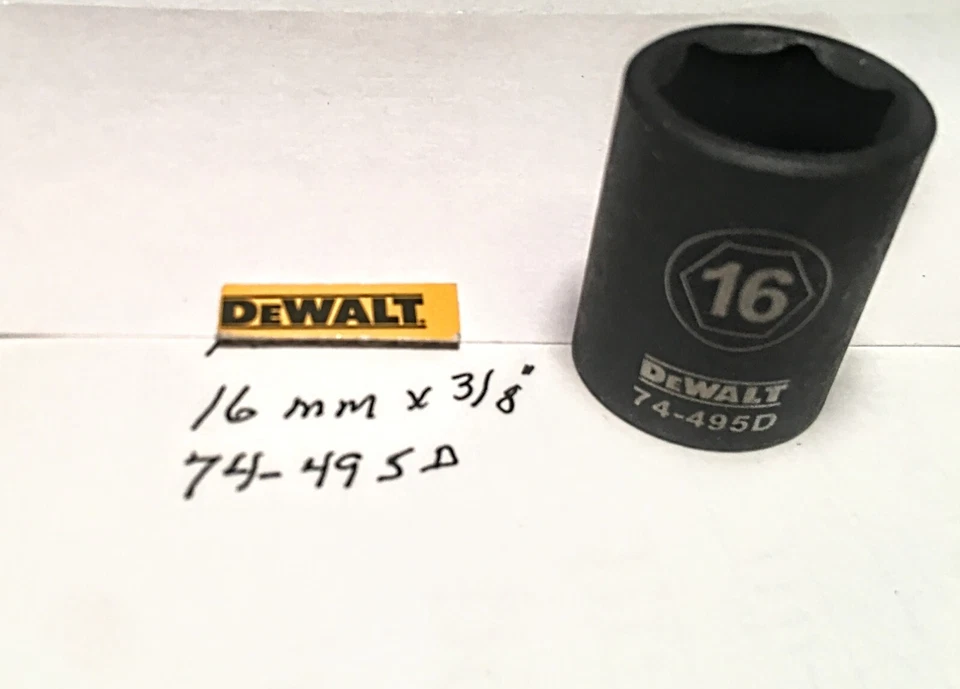 DEWALT.
16 mm x 3/8"
74-495D
16
DEWALT
74-495D